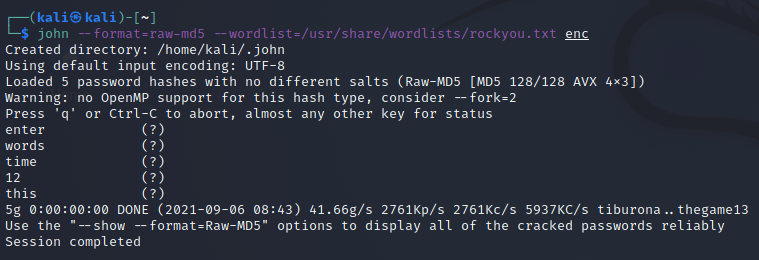 ┌──(kali㉿kali)-[~]
└─$ john --format=raw-md5 --wordlist=/usr/share/wordlists/rockyou.txt enc
Created directory: /home/kali/.john
Using default input encoding: UTF-8
Loaded 5 password hashes with no different salts (Raw-MD5 [MD5 128/128 AVX 4×3])
Warning: no OpenMP support for this hash type, consider --fork=2
Press 'q' or Ctrl-C to abort, almost any other key for status
enter            (?)
words            (?)
time             (?)
12               (?)
this             (?)
5g 0:00:00:00 DONE (2021-09-06 08:43) 41.66g/s 2761Kp/s 2761Kc/s 5937KC/s tiburona..thegame13
Use the "--show --format=Raw-MD5" options to display all of the cracked passwords reliably
Session completed